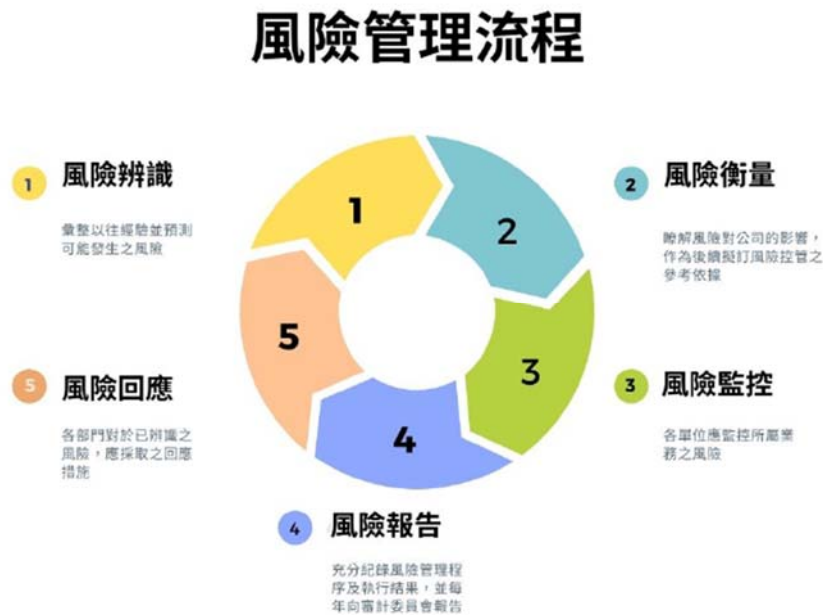 風險管理流程
1
風險辨識
彙整以往經驗並預測
可能發生之風險
2
風險衡量
瞭解風險對公司的影響，
作為後續擬訂風險控管之
參考依據
3
風險監控
各單位應監控所屬業
務之風險
4
風險報告
充分紀錄風險管理程
序及執行結果，並每
年向審計委員會報告
5
風險回應
各部門對於已辨識之
風險，應採取之回應
措施
1
2
3
4
5